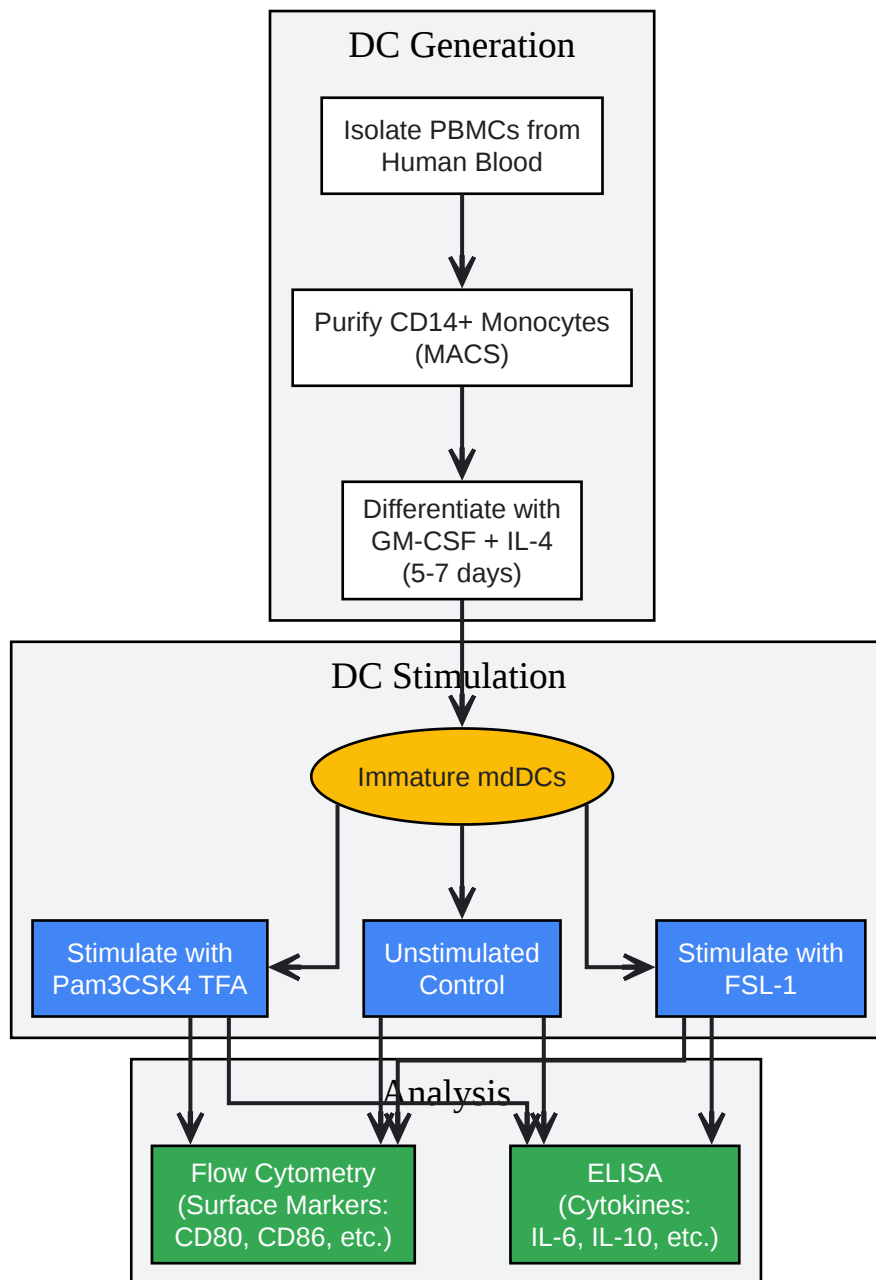 DC Generation
Isolate PBMCs from
Human Blood
Purify CD14+ Monocytes
(MACS)
Differentiate with
GM-CSF + IL-4
(5-7 days)
DC Stimulation
Immature mdDCs
Stimulate with
Pam3CSK4 TFA
Unstimulated
Control
Stimulate with
FSL-1
Analysis
Flow Cytometry
(Surface Markers:
CD80, CD86, etc.)
ELISA
(Cytokines:
IL-6, IL-10, etc.)